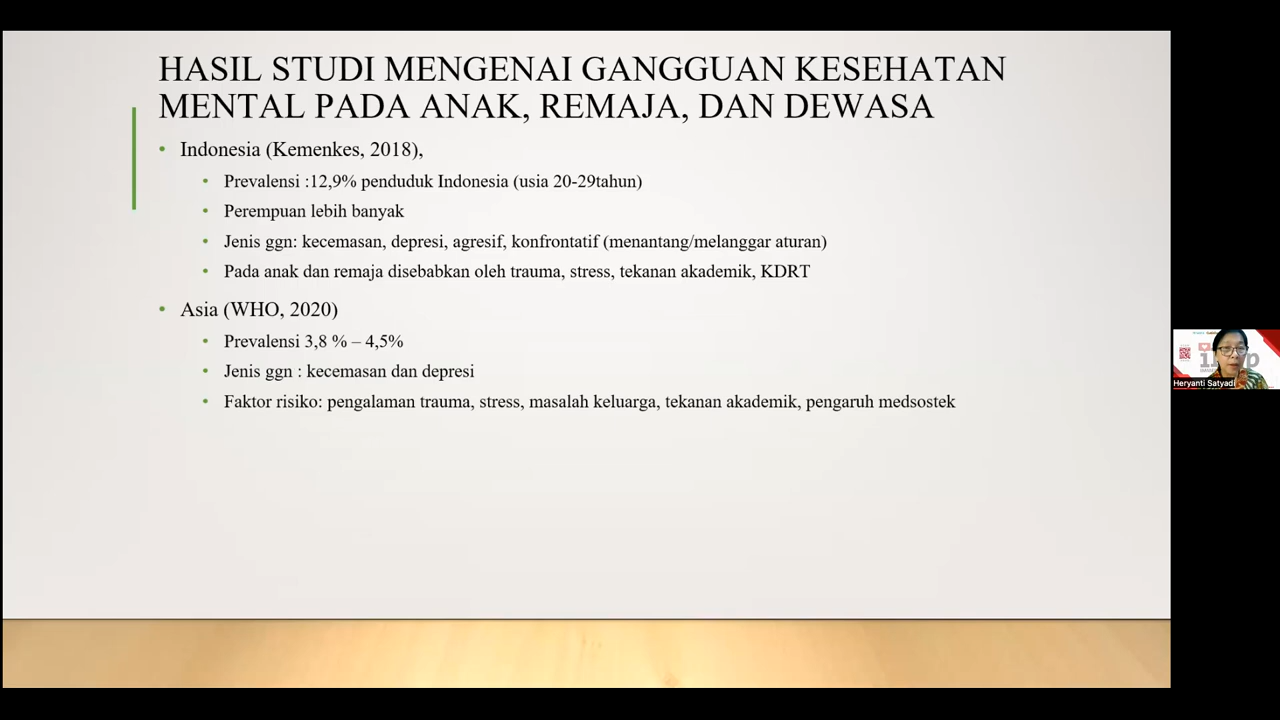 HASIL STUDI MENGENAI GANGGUAN KESEHATAN
MENTAL PADA ANAK, REMAJA, DAN DEWASA
• Indonesia (Kemenkes, 2018),
• Prevalensi :12,9% penduduk Indonesia (usia 20-29tahun)
• Perempuan lebih banyak
• Jenis ggn: kecemasan, depresi, agresif, konfrontatif (menantang/melanggar aturan)
• Pada anak dan remaja disebabkan oleh trauma, stress, tekanan akademik, KDRT
• Asia (WHO, 2020)
• Prevalensi 3,8 % – 4,5%
• Jenis ggn : kecemasan dan depresi
• Faktor risiko: pengalaman trauma, stress, masalah keluarga, tekanan akademik, pengaruh medsostek
Heryanti Satyadi